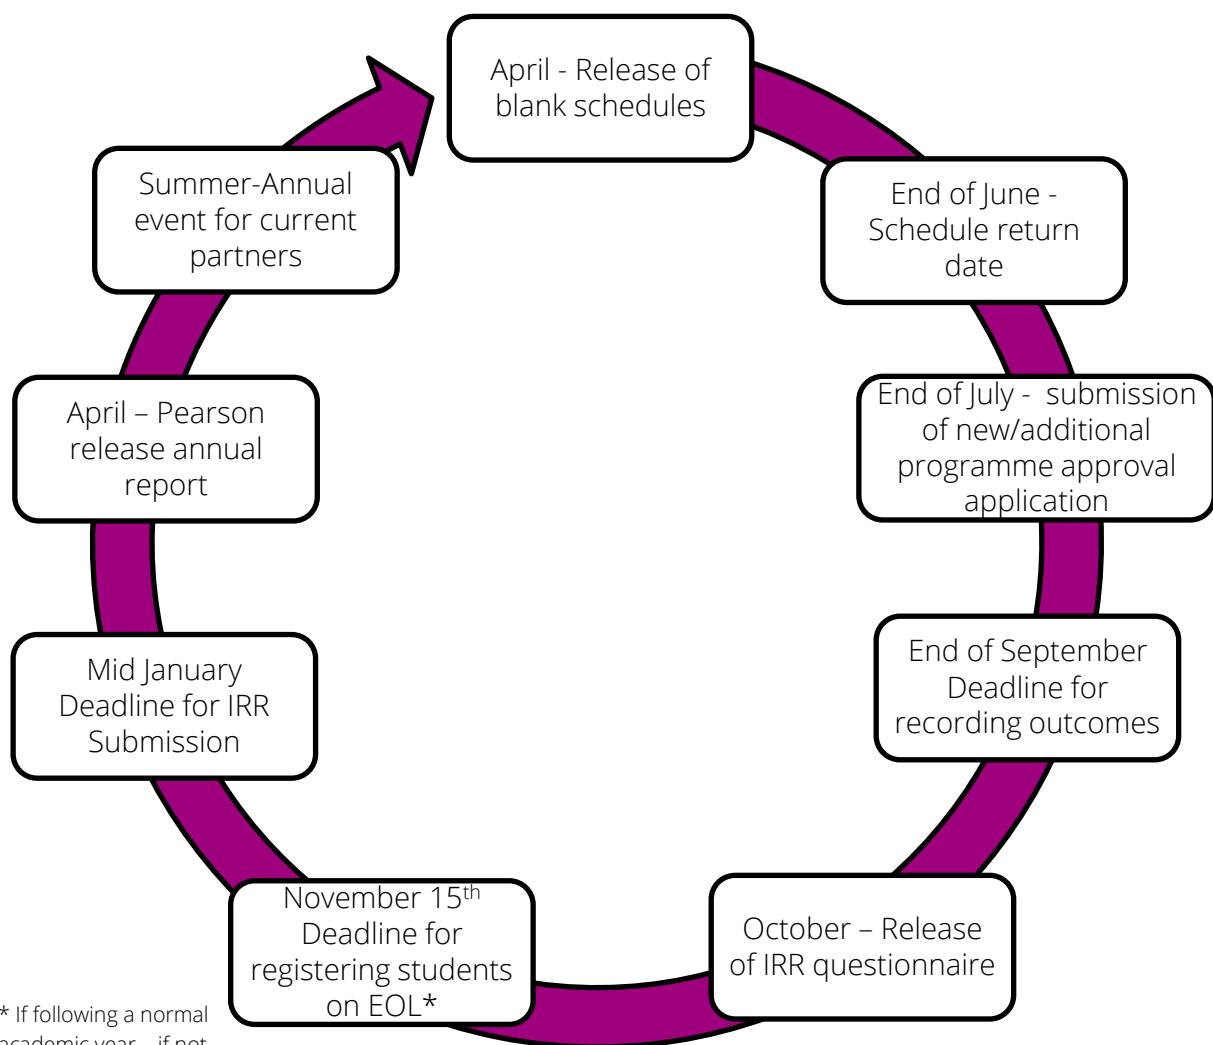 April - Release of
blank schedules
End of June -
Schedule return
date
End of July -  submission
of new/additional
programme approval
application
End of September
Deadline for
recording outcomes
October – Release
of IRR questionnaire
November 15th
Deadline for
registering students
on EOL*
Mid January
Deadline for IRR
Submission
April – Pearson
release annual
report
Summer-Annual
event for current
partners
* If following a normal
academic year – if not